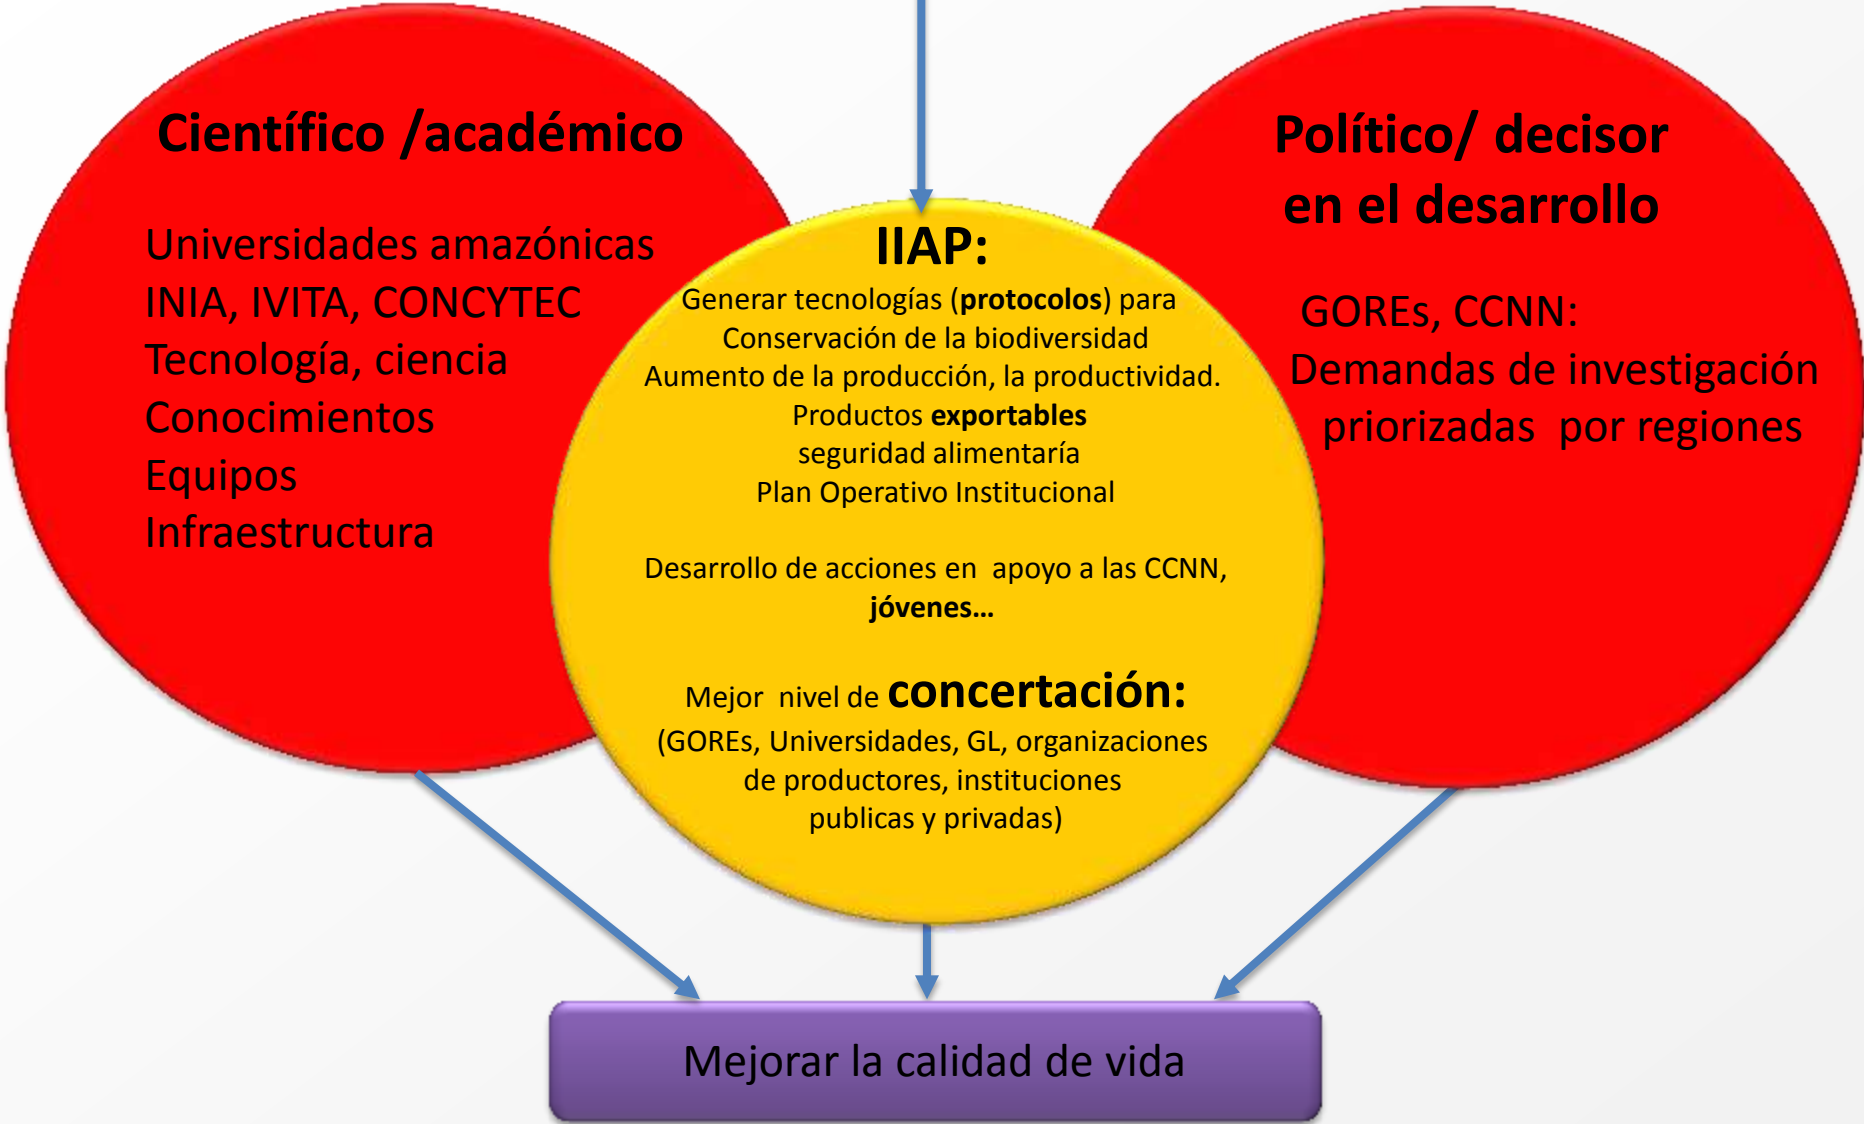 Científico /académico
Universidades amazónicas
INIA, IVITA, CONCYTEC
Tecnología, ciencia
Conocimientos
Equipos
Infraestructura
IIAP:
Generar tecnologías (protocolos) para
Conservación de la biodiversidad
Aumento de la producción, la productividad.
Productos exportables
seguridad alimentaría
Plan Operativo Institucional
Desarrollo de acciones en apoyo a las CCNN,
jóvenes...
Mejor nivel de concertación:
(GOREs, Universidades, GL, organizaciones
de productores, instituciones
publicas y privadas)
Político/ decisor
en el desarrollo
GOREs, CCNN:
Demandas de investigación
priorizadas por regiones
Mejorar la calidad de vida